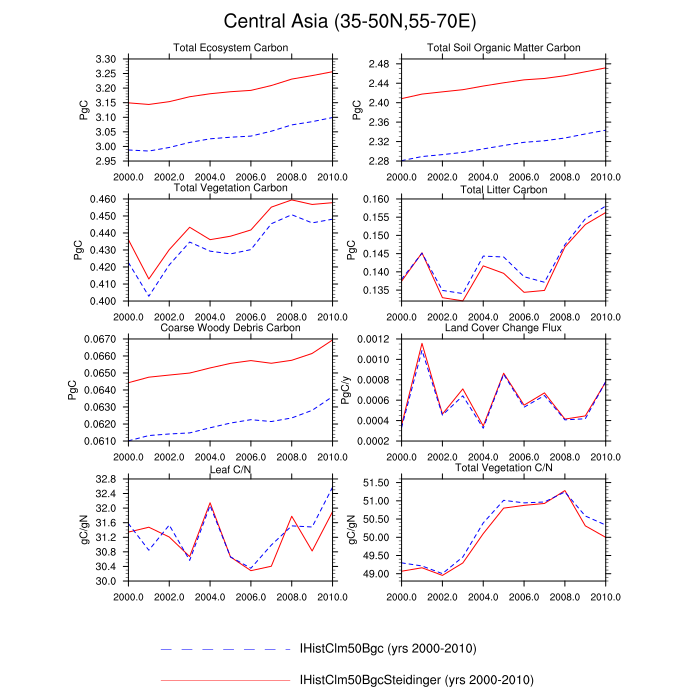 Central Asia (35-50N,55-70E)
Total Ecosystem Carbon
Total Soil Organic Matter Carbon
3.30
3.25
3.20
3.15
3.10
3.05
3.00
2.95
PgC
2000.0 2002.0 2004.0 2006.0 2008.0 2010.0
2.48
2.44
2.40
2.36
2.32
2.28
PgC
2000.0 2002.0 2004.0 2006.0 2008.0 2010.0
Total Vegetation Carbon
Total Litter Carbon
0.460
0.450
0.440
0.430
0.420
0.410
0.400
PgC
2000.0 2002.0 2004.0 2006.0 2008.0 2010.0
0.160
0.155
0.150
0.145
0.140
0.135
PgC
2000.0 2002.0 2004.0 2006.0 2008.0 2010.0
Coarse Woody Debris Carbon
Land Cover Change Flux
0.0670
0.0660
0.0650
0.0640
0.0630
0.0620
0.0610
PgC
2000.0 2002.0 2004.0 2006.0 2008.0 2010.0
0.0012
0.0010
0.0008
0.0006
0.0004
0.0002
PgC/y
2000.0 2002.0 2004.0 2006.0 2008.0 2010.0
Leaf C/N
Total Vegetation C/N
32.8
32.4
32.0
31.6
31.2
30.8
30.4
30.0
gC/gN
2000.0 2002.0 2004.0 2006.0 2008.0 2010.0
51.50
51.00
50.50
50.00
49.50
49.00
gC/gN
2000.0 2002.0 2004.0 2006.0 2008.0 2010.0
IHistClm50Bgc (yrs 2000-2010)
IHistClm50BgcSteidinger (yrs 2000-2010)